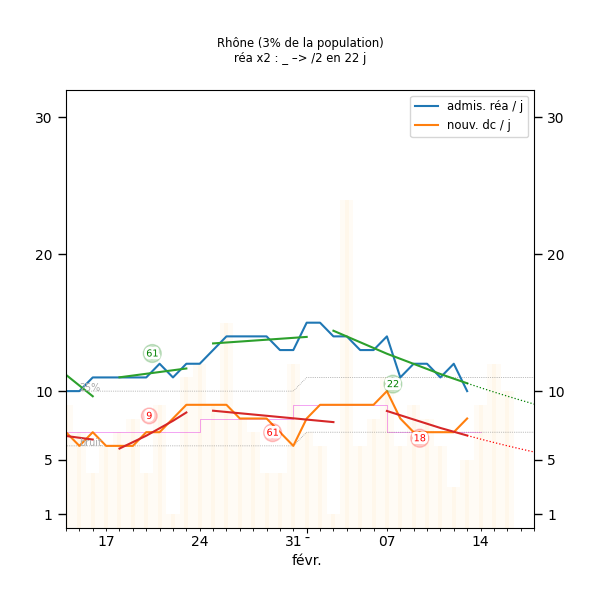 Rhône (3% de la population)
réa x2 : _ –> /2 en 22 j
admis. réa / j
nouv. dc / j
30 30
20 20
61
25%
22
10 10
9
61
18
5 5
1 1
17 24 31 - 07 14
févr.